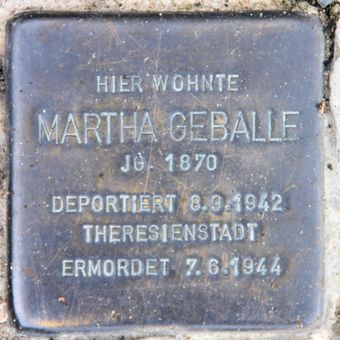 HIER WOHNTE
MARTHA GEBALLE
JG. 1870
DEPORTIERT 8.9.1942
THERESIENSTADT
ERMORDET 7.6.1944